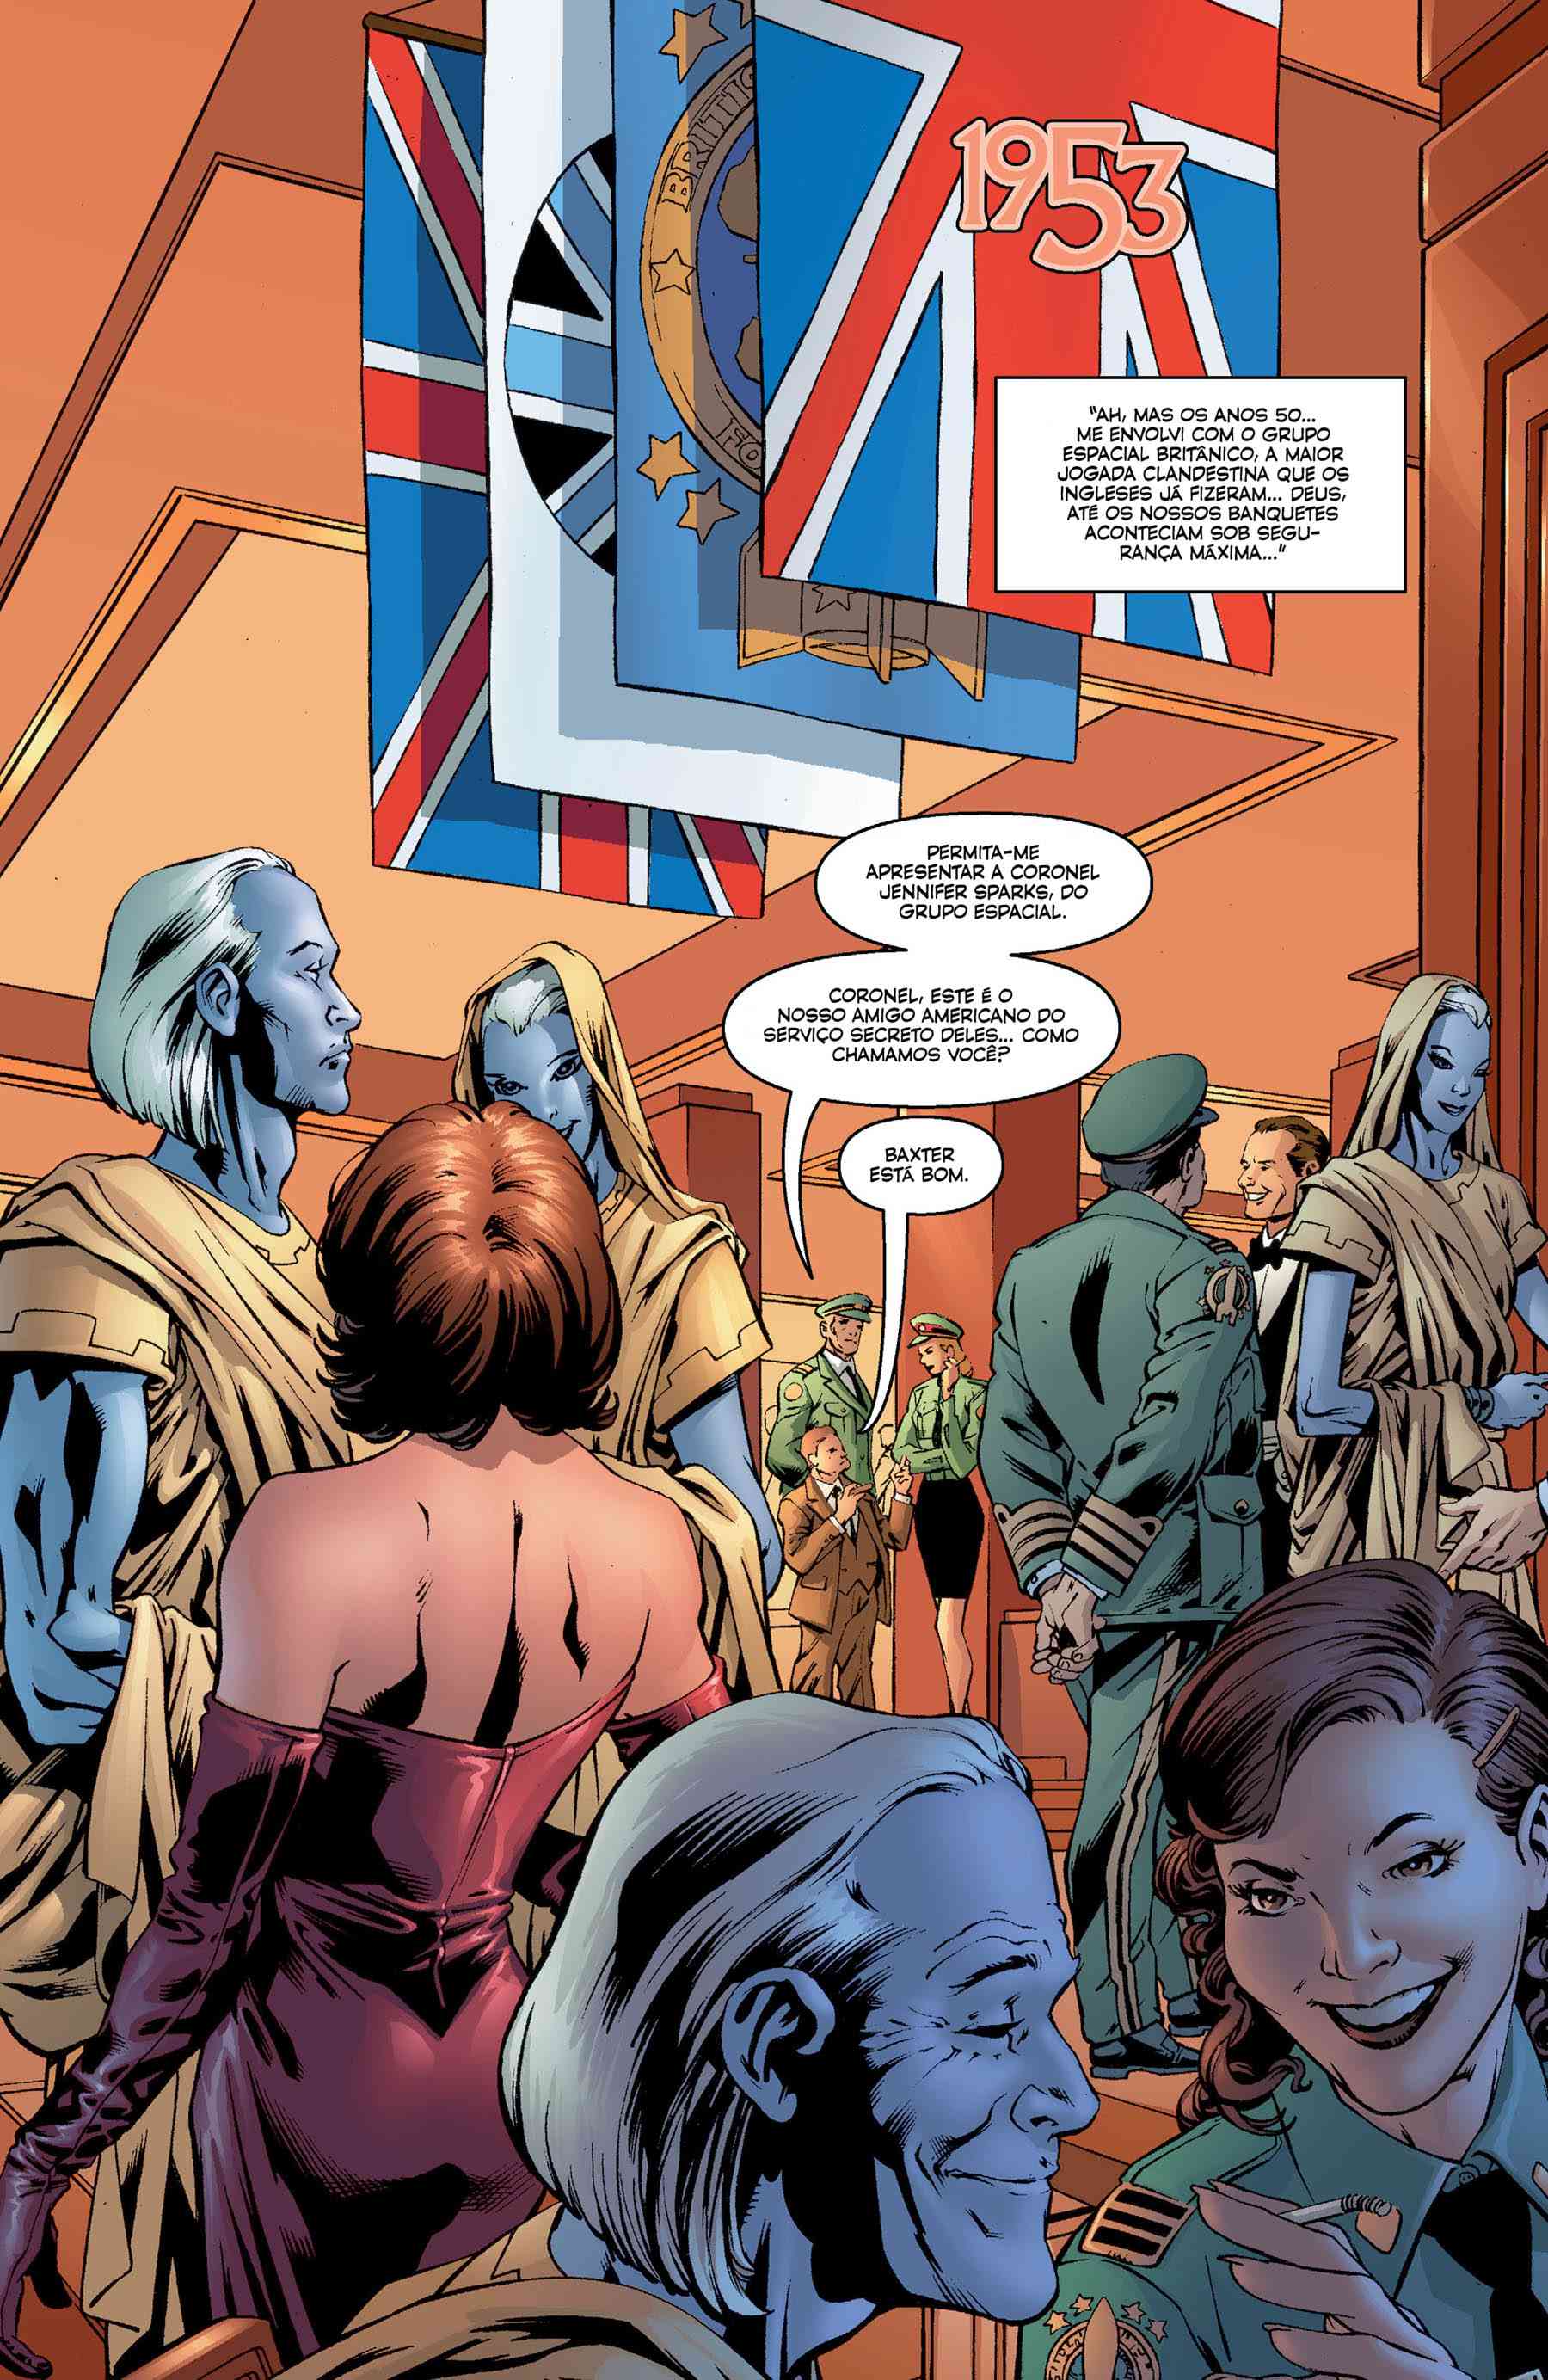 BRITIS
FO
1953
"AH, MAS OS ANOS 50...
ME ENVOLVI COM O GRUPO
ESPACIAL BRITÂNICO, A MAIOR
JOGADA CLANDESTINA QUE OS
INGLESES JÁ FIZERAM... DEUS,
ATÉ OS NOSSOS BANQUETES
ACONTECIAM SOB SEGU-
RANÇA MÁXIMA..."
PERMITA-ME
APRESENTAR A CORONEL
JENNIFER SPARKS, DO
GRUPO ESPACIAL.
CORONEL, ESTE É O
NOSSO AMIGO AMERICANO DO
SERVIÇO SECRETO DELES... COMO
CHAMAMOS VOCÊ?
BAXTER
ESTÁ BOM.